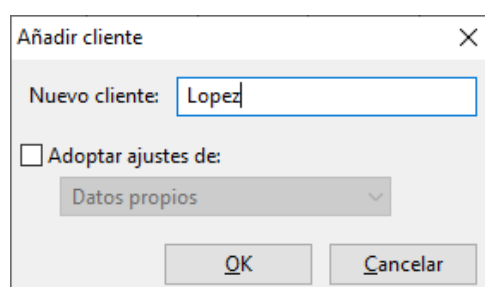 Añadir cliente
Nuevo cliente: Lopez
Adoptar ajustes de:
Datos propios
OK Cancelar